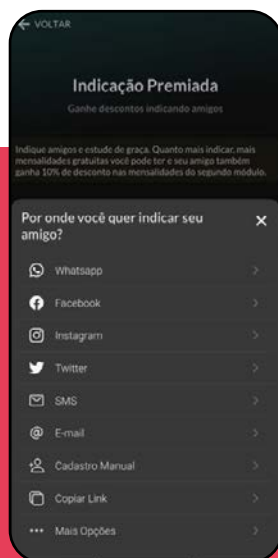 ← VOLTAR
Indicação Premiada
Ganhe descontos indicando amigos
Indique amigos e estude de graça. Quanto mais indicar, mais
mensalidades gratuitas você pode ter e seu amigo também
ganha 10% de desconto nas mensalidades do segundo módulo.
Por onde você quer indicar seu
amigo?
Whatsapp
Facebook
Instagram
Twitter
SMS
E-mail
Cadastro Manual
Copiar Link
Mais Opções